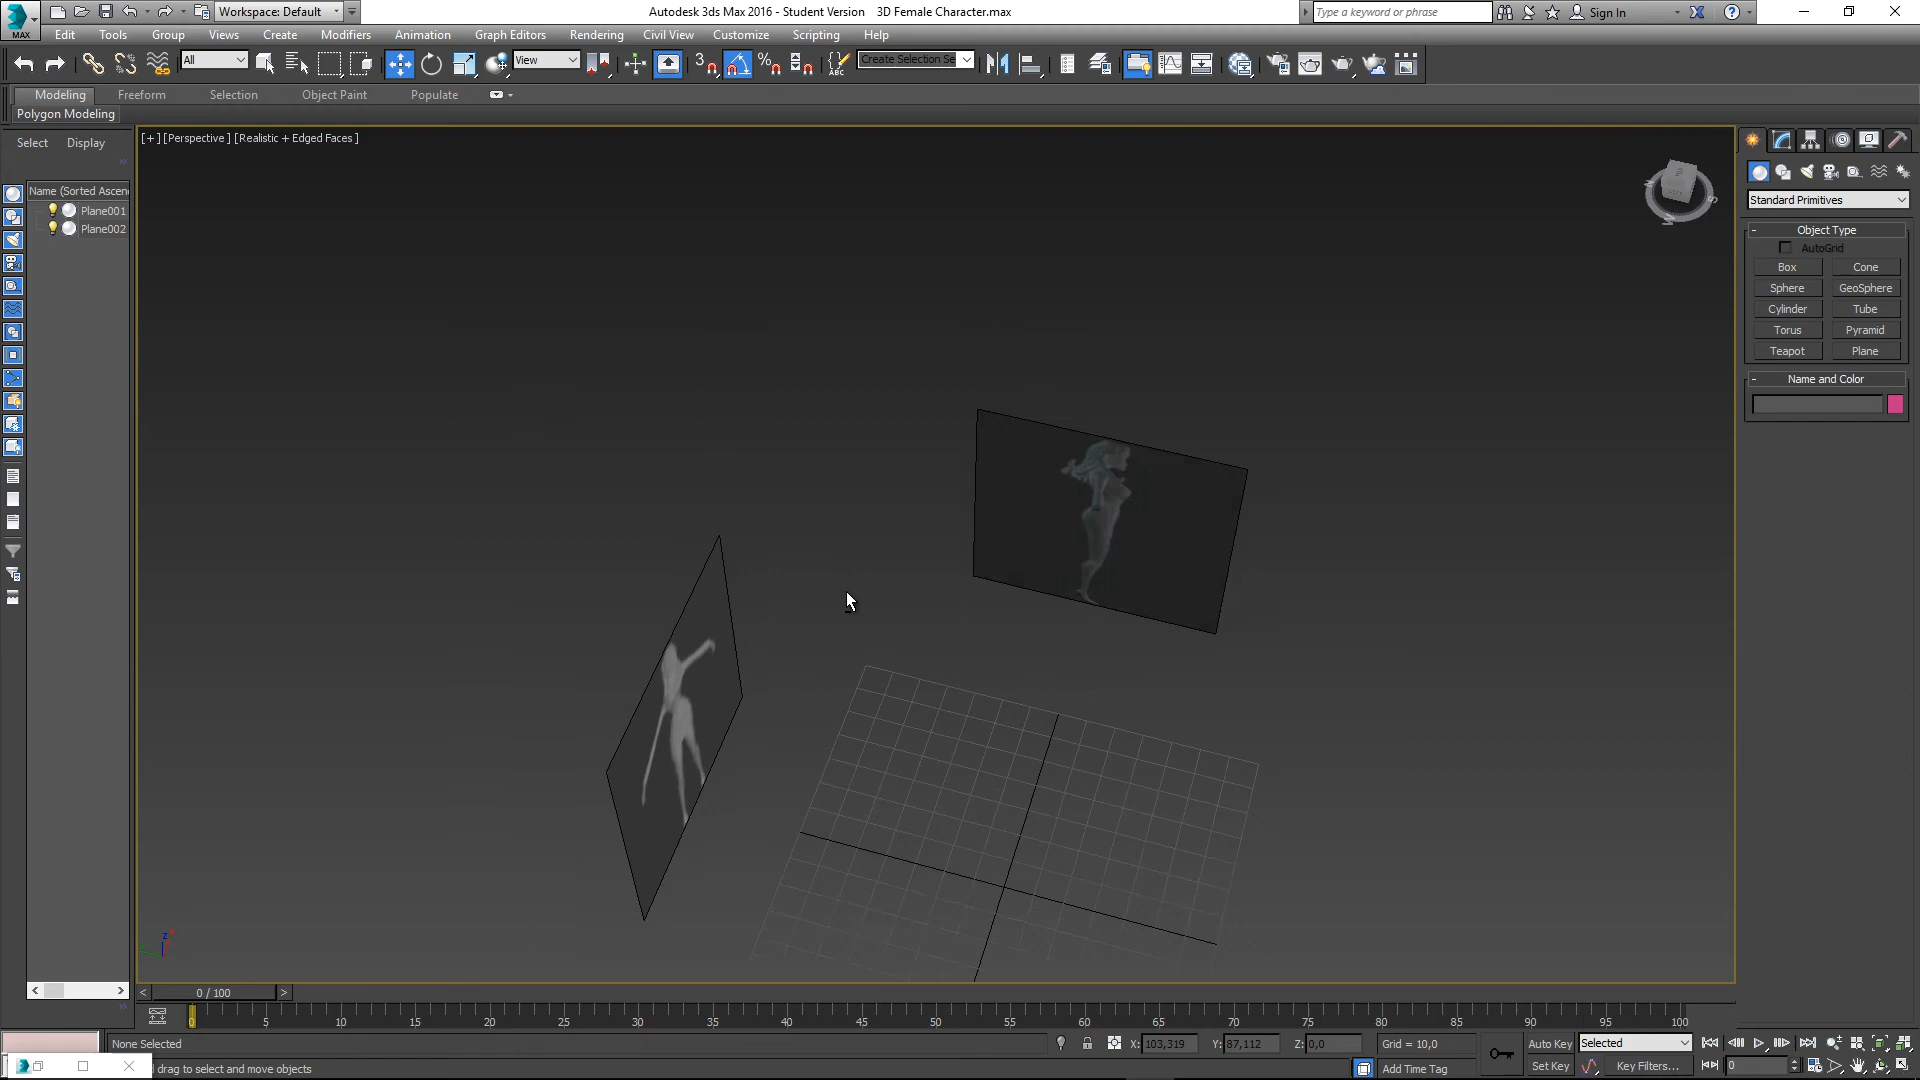 Workspace: Default
Autodesk 3ds Max 2016 - Student Version    3D Female Character.max
Type a keyword or phrase
Sign In
MAX
Edit Tools Group Views Create Modifiers Animation Graph Editors Rendering Civil View Customize Scripting Help
All
View
3
%
ABC
Create Selection Se
Modeling Freeform Selection Object Paint Populate
Polygon Modeling
Select Display
[+] [Perspective ] [Realistic + Edged Faces ]
Name (Sorted Ascen
Plane001
Plane002
Standard Primitives
- Object Type
AutoGrid
Box Cone
Sphere GeoSphere
Cylinder Tube
Torus Pyramid
Teapot Plane
- Name and Color
z
< 0 / 100 >
0 5 10 15 20 25 30 35 40 45 50 55 60 65 70 75 80 85 90 95 100
None Selected
X: 103,319 Y: 87,112 Z: 0,0 Grid = 10,0
Auto Key Selected
drag to select and move objects
Add Time Tag
Set Key Key Filters... 0